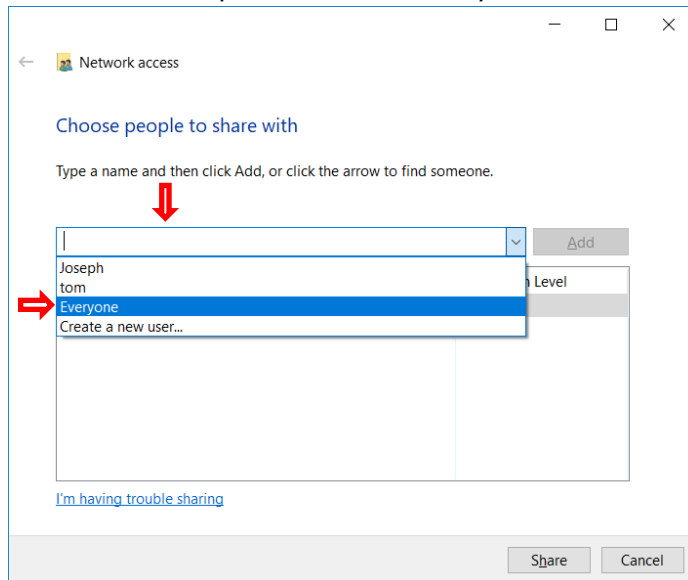 Network access
Choose people to share with
Type a name and then click Add, or click the arrow to find someone.
Add
Joseph
tom
Level
Everyone
Create a new user...
I'm having trouble sharing
Share Cancel